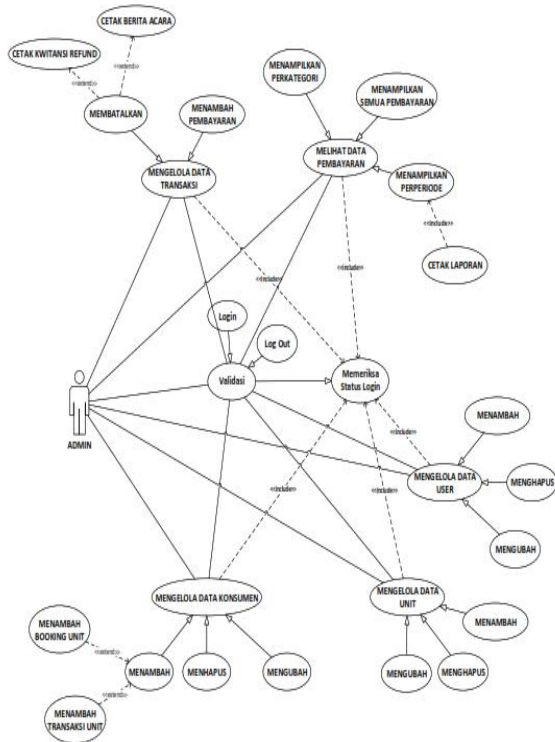 CETAK BERITA ACARA
CETAK KWITANSI REFUND
<<extend>>
<<extend>>
MEMBATALKAN
MENAMBAH
PEMBAYARAN
MENGELOLA DATA
TRANSAKSI
MENAMPILKAN
PERKATEGORI
MENAMPILKAN
SEMUA PEMBAYARAN
MELIHAT DATA
PEMBAYARAN
MENAMPILKAN
PERPERIODE
<<include>>
CETAK LAPORAN
<<include>>
<<include>>
Login
Log Out
Validasi
Memeriksa
Status Login
ADMIN
<<include>>
<<include>>
<<include>>
MENAMBAH
MENGELOLA DATA
USER
MENGHAPUS
MENGUBAH
MENGELOLA DATA KONSUMEN
MENGELOLA DATA
UNIT
MENAMBAH
BOOKING UNIT
<<extend>>
MENAMBAH
MENHAPUS
MENGUBAH
<<extend>>
MENAMBAH
TRANSAKSI UNIT
MENAMBAH
MENGUBAH
MENGHAPUS